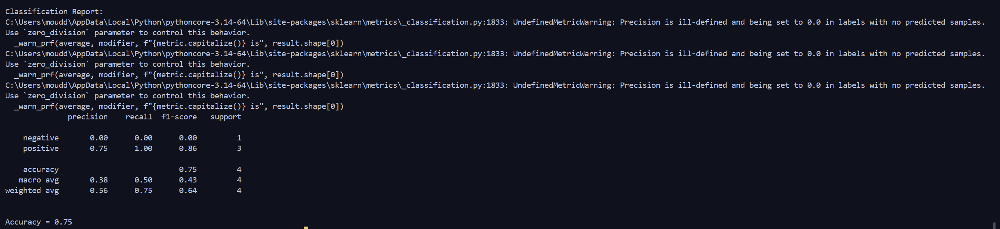 Classification Report:
C:\Users\moudd\AppData\Local\Python\pythoncore-3.14-64\Lib\site-packages\sklearn\metrics\_classification.py:1833: UndefinedMetricWarning: Precision is ill-defined and being set to 0.0 in labels with no predicted samples.
Use `zero_division` parameter to control this behavior.
  _warn_prf(average, modifier, f"{metric.capitalize()} is", result.shape[0])
C:\Users\moudd\AppData\Local\Python\pythoncore-3.14-64\Lib\site-packages\sklearn\metrics\_classification.py:1833: UndefinedMetricWarning: Precision is ill-defined and being set to 0.0 in labels with no predicted samples.
Use `zero_division` parameter to control this behavior.
  _warn_prf(average, modifier, f"{metric.capitalize()} is", result.shape[0])
C:\Users\moudd\AppData\Local\Python\pythoncore-3.14-64\Lib\site-packages\sklearn\metrics\_classification.py:1833: UndefinedMetricWarning: Precision is ill-defined and being set to 0.0 in labels with no predicted samples.
Use `zero_division` parameter to control this behavior.
  _warn_prf(average, modifier, f"{metric.capitalize()} is", result.shape[0])
              precision    recall  f1-score   support

    negative       0.00      0.00      0.00         1
    positive       0.75      1.00      0.86         3

    accuracy                           0.75         4
   macro avg       0.38      0.50      0.43         4
weighted avg       0.56      0.75      0.64         4

Accuracy = 0.75